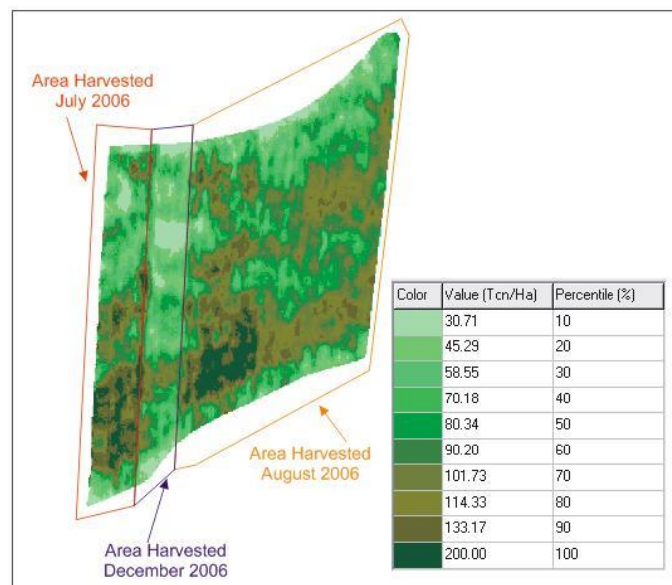 Area Harvested
July 2006
Area Harvested
August 2006
Area Harvested
December 2006
Color Value (Tcn/Ha) Percentile (%)
30.71 10
45.29 20
58.55 30
70.18 40
80.34 50
90.20 60
101.73 70
114.33 80
133.17 90
200.00 100